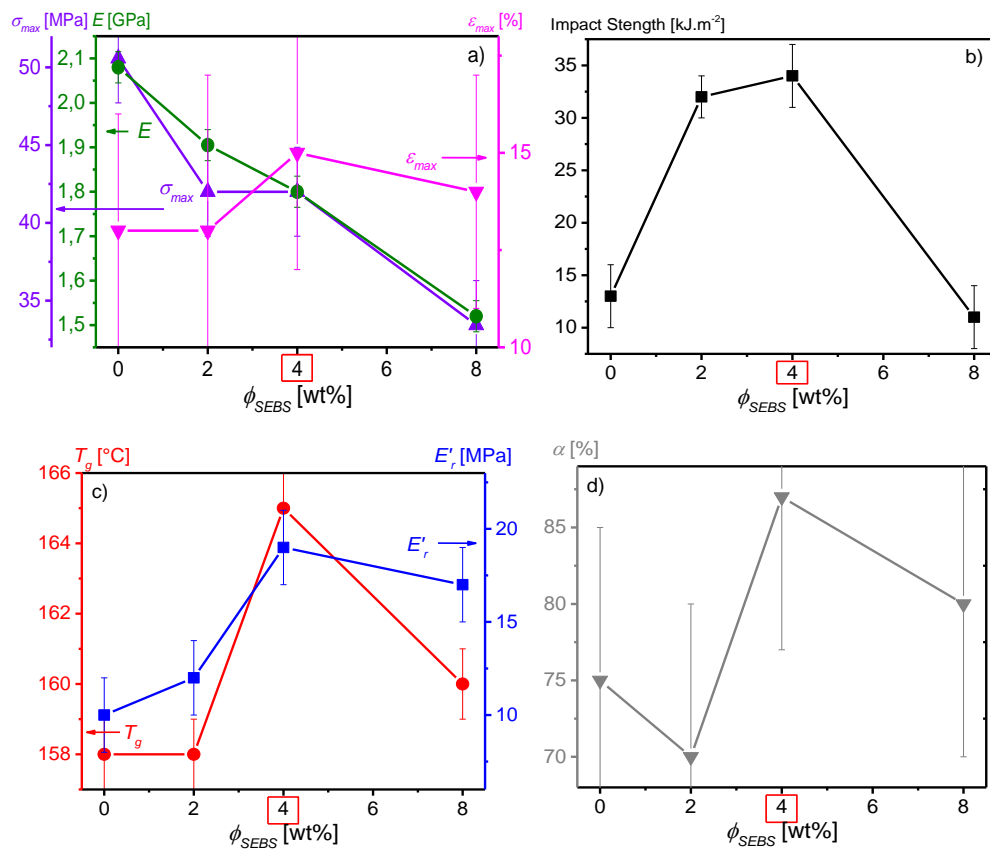 σmax [MPa] E [GPa] εmax [%]
a)
2,1
2,0
1,9
1,8
1,7
1,6
1,5
50
45
40
35
15
10
E
σmax
εmax
0 2 4 6 8
ϕSEBS [wt%]
Impact Stength [kJ.m-2]
b)
35
30
25
20
15
10
0 2 4 6 8
ϕSEBS [wt%]
Tg [°C] E'r [MPa]
c)
166
164
162
160
158
20
15
10
E'r
Tg
0 2 4 6 8
ϕSEBS [wt%]
α [%]
d)
85
80
75
70
0 2 4 6 8
ϕSEBS [wt%]